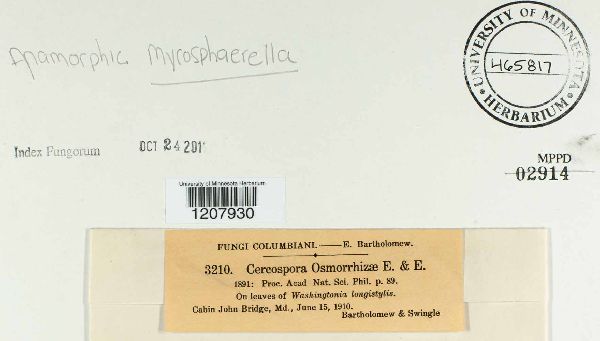 Anamorphic Mycosphaerella
UNIVERSITY OF MINNESOTA
465817
HERBARIUM
Index Fungorum OCT 24 201
MPPD
02914
University of Minnesota Herbarium
1207930
FUNGI COLUMBIANI.——E. Bartholomew.
3210. Cercospora Osmorrhizæ E. & E.
1891: Proc. Acad Nat. Sci. Phil. p. 89.
On leaves of Washingtonia longistylis.
Cabin John Bridge, Md., June 15, 1910.
Bartholomew & Swingle